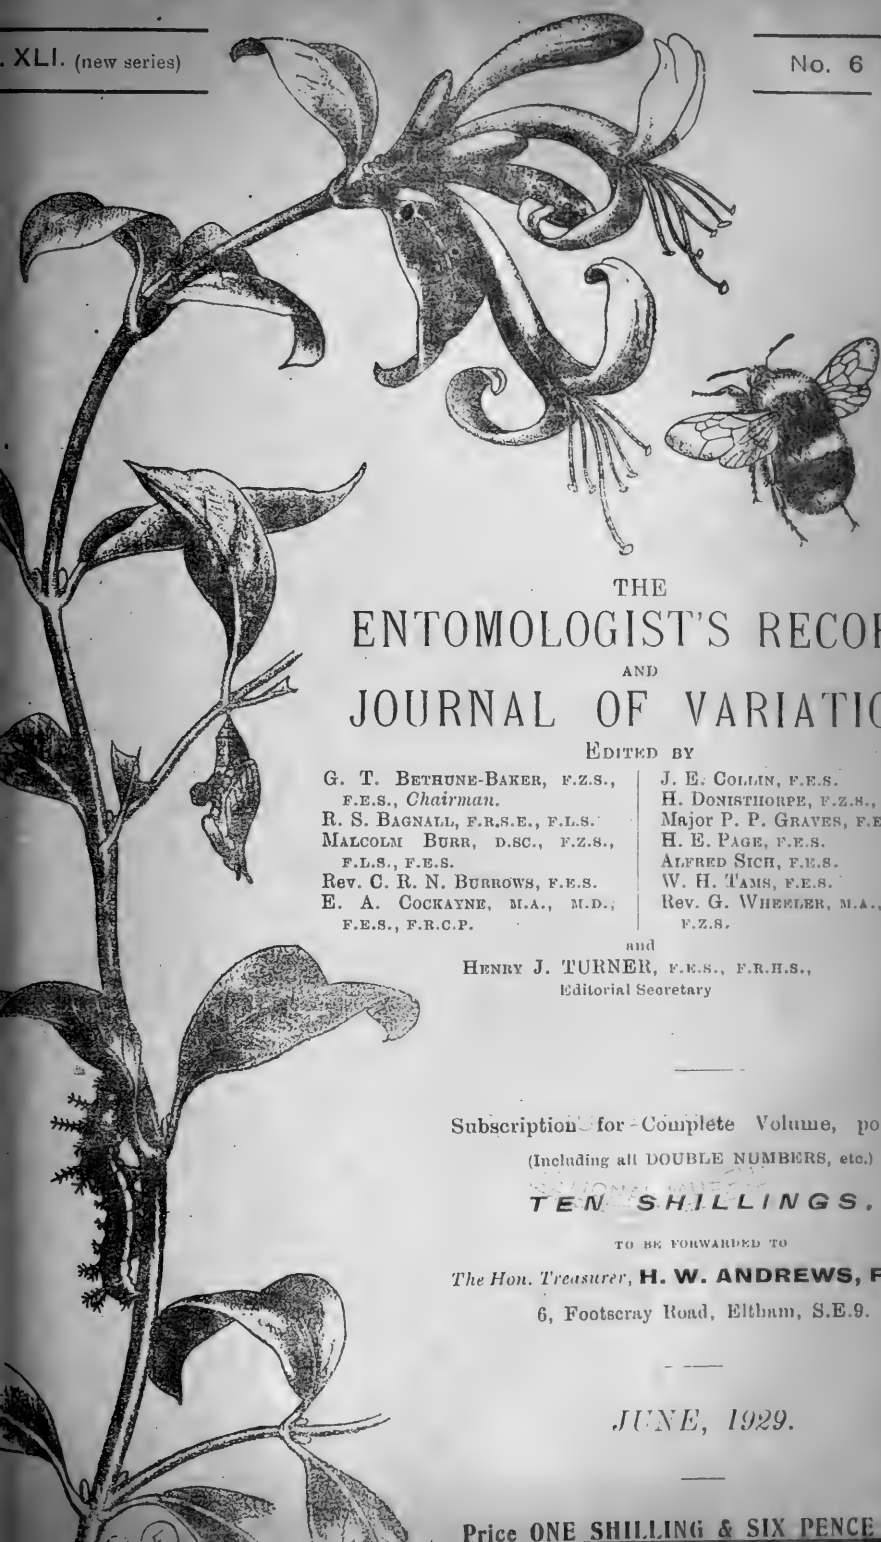 . XLI. (new series)
No. 6
THE
ENTOMOLOGIST'S RECOR
AND
JOURNAL OF VARIATIO
EDITED BY
G. T. BETHUNE-BAKER, F.Z.S.,
F.E.S., Chairman.
R. S. BAGNALL, F.R.S.E., F.L.S.
MALCOLM BURR, D.SC., F.Z.S.,
F.L.S., F.E.S.
Rev. C. R. N. BURROWS, F.E.S.
E. A. COCKAYNE, M.A., M.D.,
F.E.S., F.R.C.P.
J. E. COLLIN, F.E.S.
H. DONISTHORPE, F.Z.S.,
Major P. P. GRAVES, F.E
H. E. PAGE, F.E.S.
ALFRED SICH, F.E.S.
W. H. TAMS, F.E.S.
Rev. G. WHEELER, M.A.,
F.Z.S.
and
HENRY J. TURNER, F.E.S., F.R.H.S.,
Editorial Secretary
Subscription for Complete Volume, po
(Including all DOUBLE NUMBERS, etc.)
TEN SHILLINGS,
TO BE FORWARDED TO
The Hon. Treasurer, H. W. ANDREWS, F
6, Footscray Road, Eltham, S.E.9.
JUNE, 1929.
Price ONE SHILLING & SIX PENCE